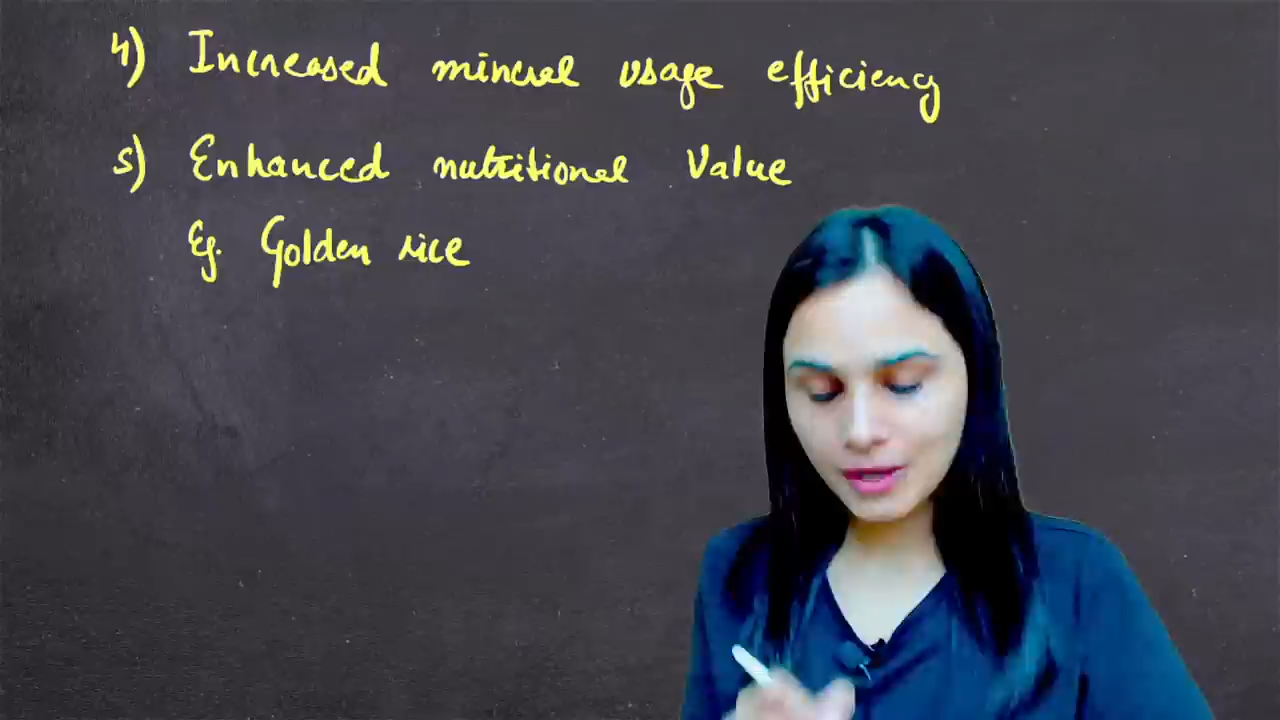 4) Increased mineral usage efficiency
5) Enhanced nutritional Value
Eg. Golden rice